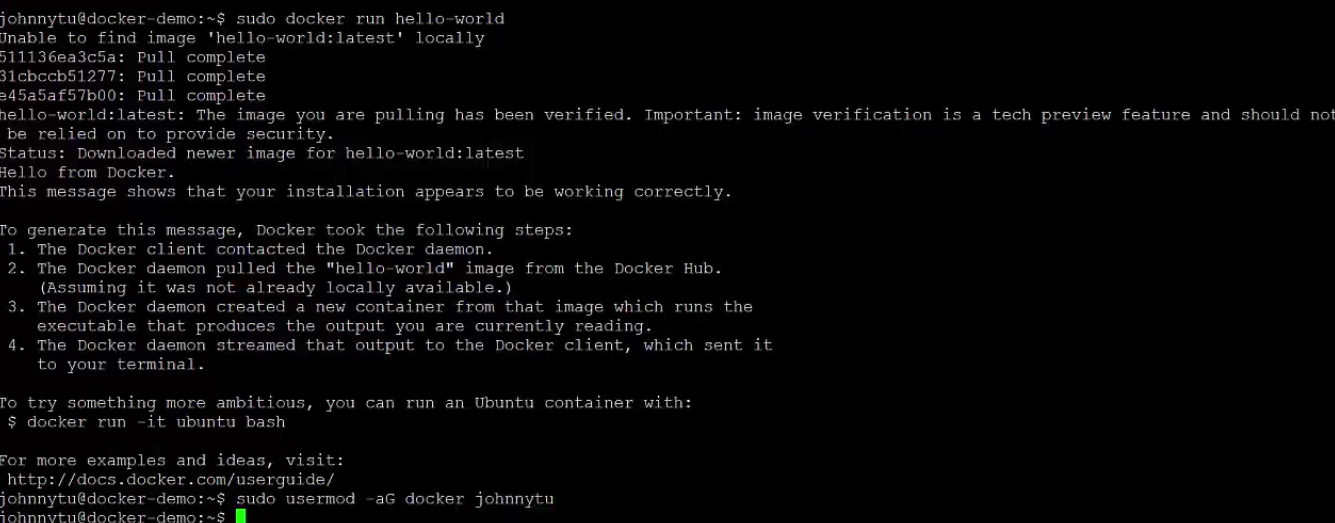 johnnytu@docker-demo:~$ sudo docker run hello-world
Unable to find image 'hello-world:latest' locally
511136ea3c5a: Pull complete
31cbccb51277: Pull complete
e45a5af57b00: Pull complete
hello-world:latest: The image you are pulling has been verified. Important: image verification is a tech preview feature and should not
 be relied on to provide security.
Status: Downloaded newer image for hello-world:latest
Hello from Docker.
This message shows that your installation appears to be working correctly.

To generate this message, Docker took the following steps:
 1. The Docker client contacted the Docker daemon.
 2. The Docker daemon pulled the "hello-world" image from the Docker Hub.
    (Assuming it was not already locally available.)
 3. The Docker daemon created a new container from that image which runs the
    executable that produces the output you are currently reading.
 4. The Docker daemon streamed that output to the Docker client, which sent it
    to your terminal.

To try something more ambitious, you can run an Ubuntu container with:
 $ docker run -it ubuntu bash

For more examples and ideas, visit:
 http://docs.docker.com/userguide/
johnnytu@docker-demo:~$ sudo usermod -aG docker johnnytu
johnnytu@docker-demo:~$